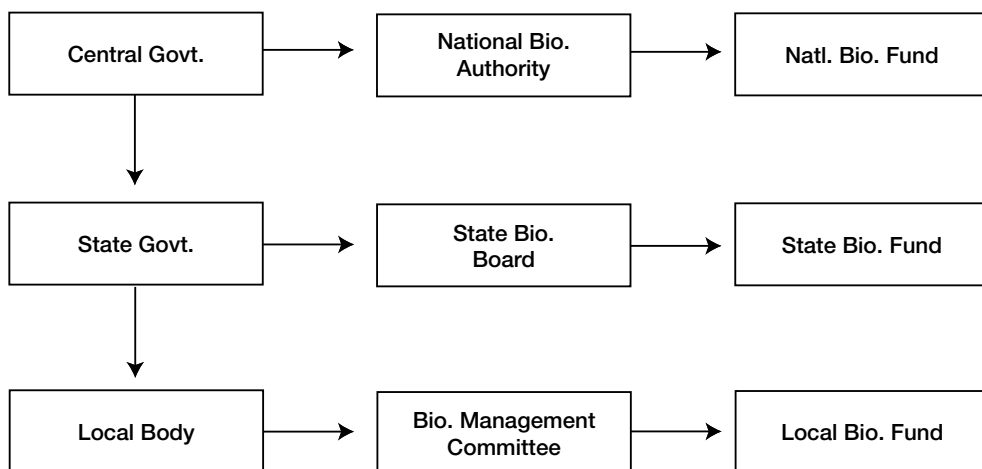 Central Govt.
National Bio.
Authority
Natl. Bio. Fund
State Govt.
State Bio.
Board
State Bio. Fund
Local Body
Bio. Management
Committee
Local Bio. Fund